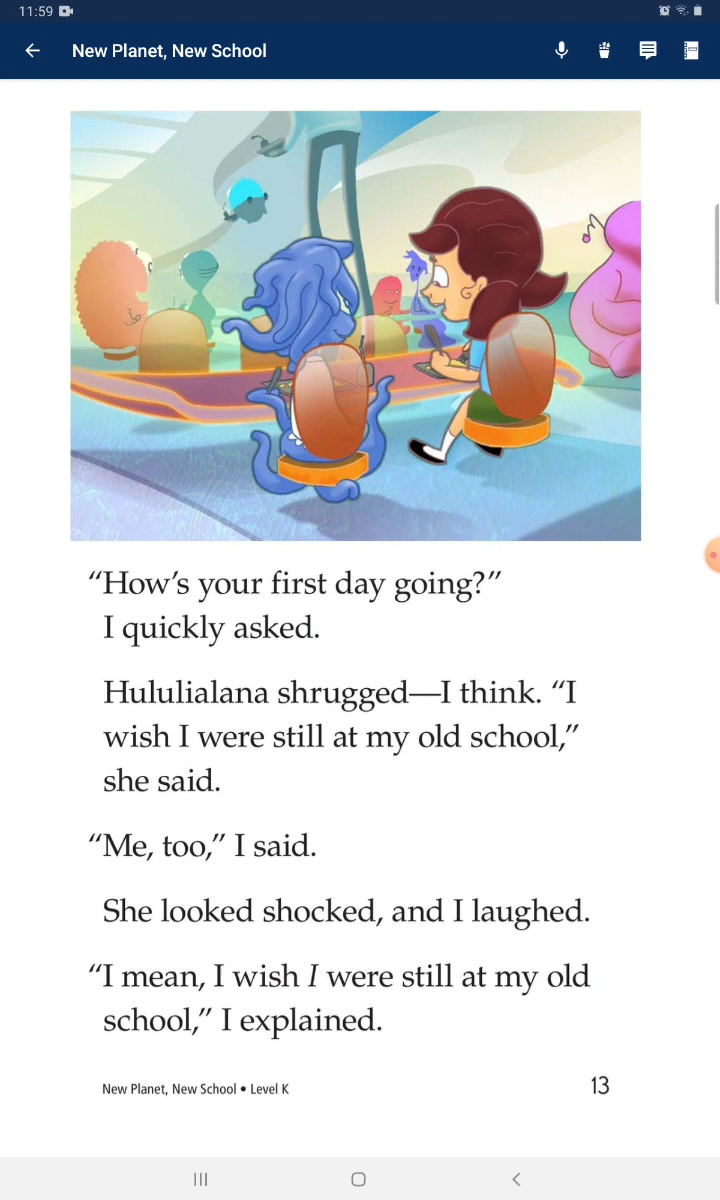 11:59
New Planet, New School
“How’s your first day going?”
I quickly asked.
Hululialana shrugged—I think. “I
wish I were still at my old school,”
she said.
“Me, too,” I said.
She looked shocked, and I laughed.
“I mean, I wish I were still at my old
school,” I explained.
New Planet, New School • Level K
13